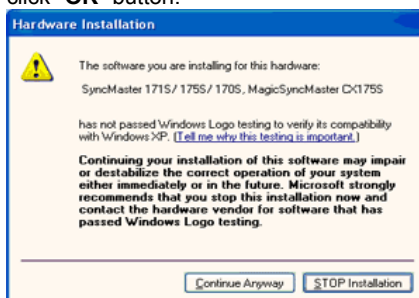 click "OK" button.
Hardware Installation
The software you are installing for this hardware:
SyncMaster 171S/ 175S/ 170S, MagicSyncMaster CX175S
has not passed Windows Logo testing to verify its compatibility
with Windows XP. (Tell me why this testing is important.)
Continuing your installation of this software may impair
or destabilize the correct operation of your system
either immediately or in the future. Microsoft strongly
recommends that you stop this installation now and
contact the hardware vendor for software that has
passed Windows Logo testing.
Continue Anyway STOP Installation